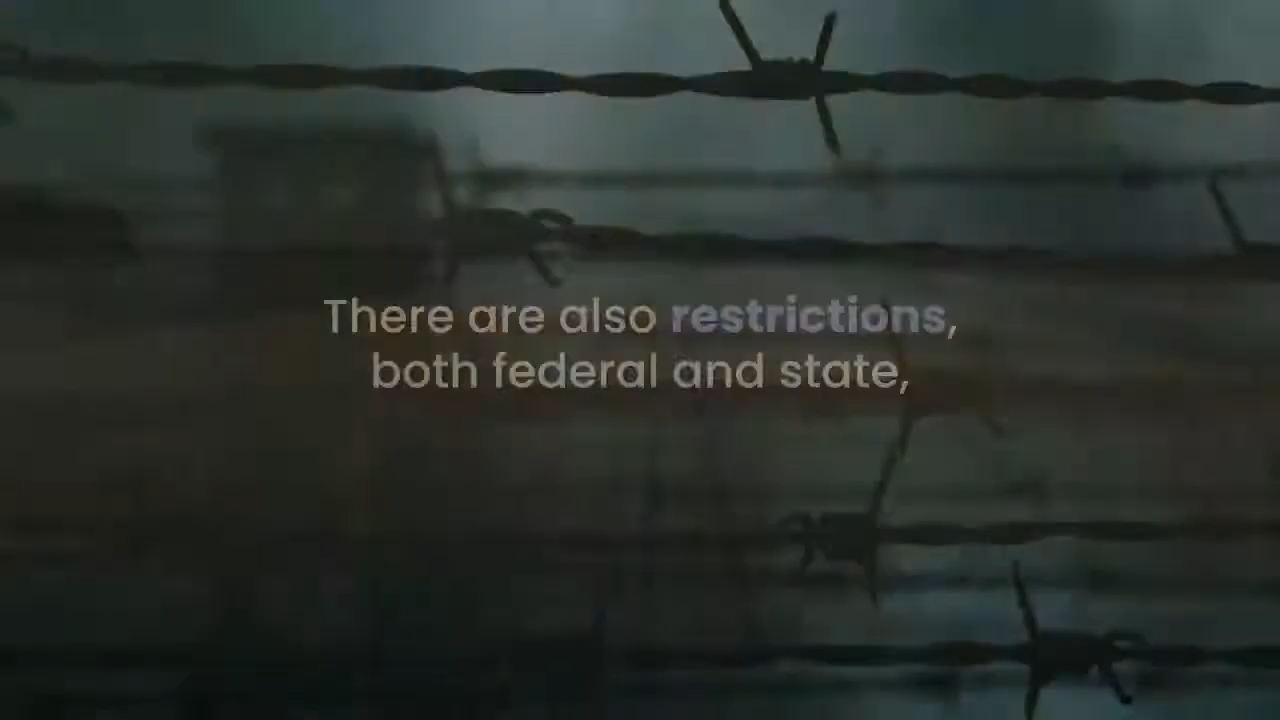 There are also restrictions,
both federal and state,